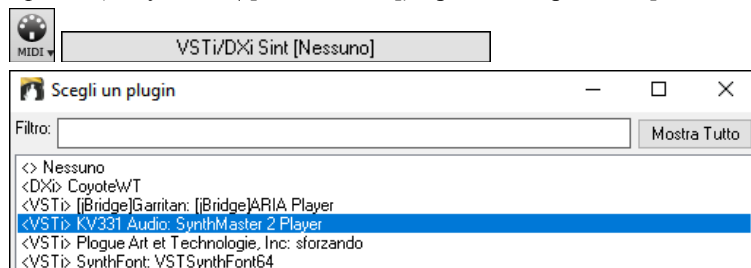 MIDI
VSTi/DXi Sint [Nessuno]
Scegli un plugin
Filtro:
Mostra Tutto
<> Nessuno
<DXi> CoyoteWT
<VSTi> [jBridge]Garritan: [jBridge]ARIA Player
<VSTi> KV331 Audio: SynthMaster 2 Player
<VSTi> Plogue Art et Technologie, Inc: sforzando
<VSTi> SynthFont: VSTSynthFont64